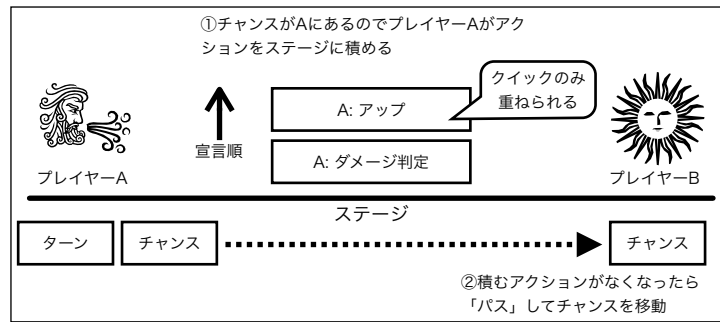 ①チャンスがAにあるのでプレイヤーAがアク
ションをステージに積める
クイックのみ
重ねられる
A: アップ
宣言順
A: ダメージ判定
プレイヤーA
プレイヤーB
ステージ
ターン
チャンス
チャンス
②積むアクションがなくなったら
「パス」してチャンスを移動